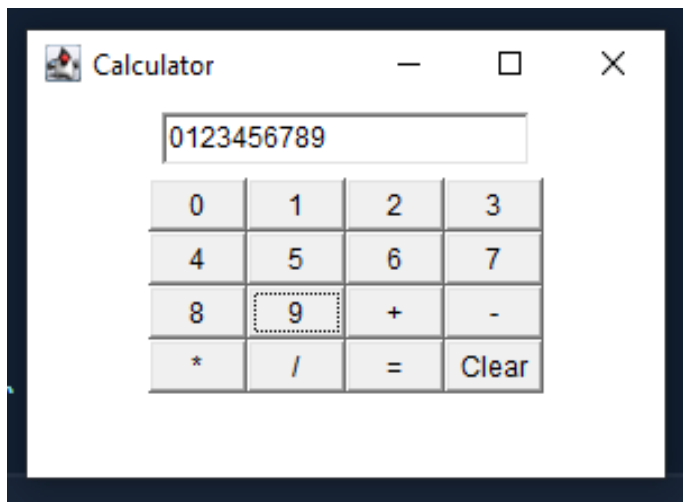 Calculator
0123456789
0 1 2 3
4 5 6 7
8 9 + -
* / = Clear